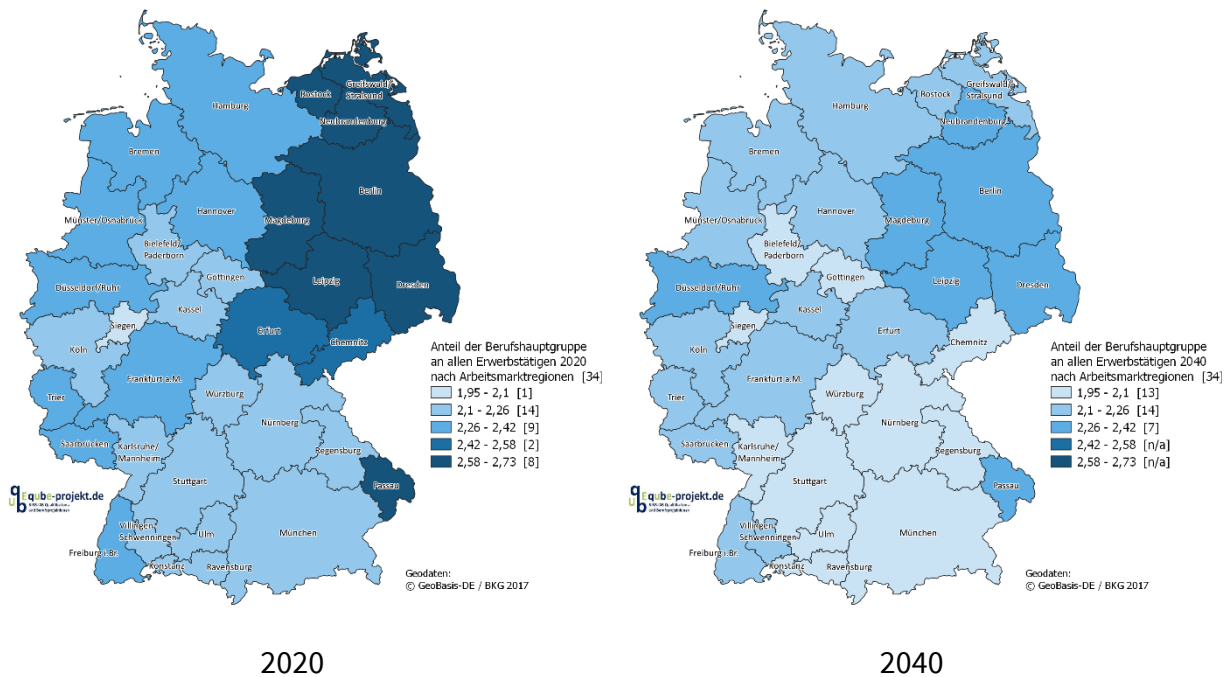 Hamburg
Rostock
Greifswald/
Stralsund
Neubrandenburg
Bremen
Berlin
Hannover
Magdeburg
Münster/Osnabrück
Bielefeld/
Paderborn
Göttingen
Leipzig
Dresden
Düsseldorf/Ruhr
Kassel
Siegen
Erfurt
Chemnitz
Köln
Frankfurt a.M.
Trier
Würzburg
Nürnberg
Saarbrücken
Karlsruhe/
Mannheim
Regensburg
Stuttgart
Passau
Villingen
Schwenningen
Ulm
München
Freiburg i.Br.
Konstanz
Ravensburg
Anteil der Berufshauptgruppe
an allen Erwerbstätigen 2020
nach Arbeitsmarktregionen [34]
1,95 - 2,1 [1]
2,1 - 2,26 [14]
2,26 - 2,42 [9]
2,42 - 2,58 [2]
2,58 - 2,73 [8]
qube-projekt.de
Geodaten:
© GeoBasis-DE / BKG 2017
2020
Hamburg
Rostock
Greifswald/
Stralsund
Neubrandenburg
Bremen
Berlin
Hannover
Magdeburg
Münster/Osnabrück
Bielefeld/
Paderborn
Göttingen
Leipzig
Dresden
Düsseldorf/Ruhr
Kassel
Siegen
Erfurt
Chemnitz
Köln
Frankfurt a.M.
Trier
Würzburg
Nürnberg
Saarbrücken
Karlsruhe/
Mannheim
Regensburg
Stuttgart
Passau
Villingen
Schwenningen
Ulm
München
Freiburg i.Br.
Konstanz
Ravensburg
Anteil der Berufshauptgruppe
an allen Erwerbstätigen 2040
nach Arbeitsmarktregionen [34]
1,95 - 2,1 [13]
2,1 - 2,26 [14]
2,26 - 2,42 [7]
2,42 - 2,58 [n/a]
2,58 - 2,73 [n/a]
qube-projekt.de
Geodaten:
© GeoBasis-DE / BKG 2017
2040